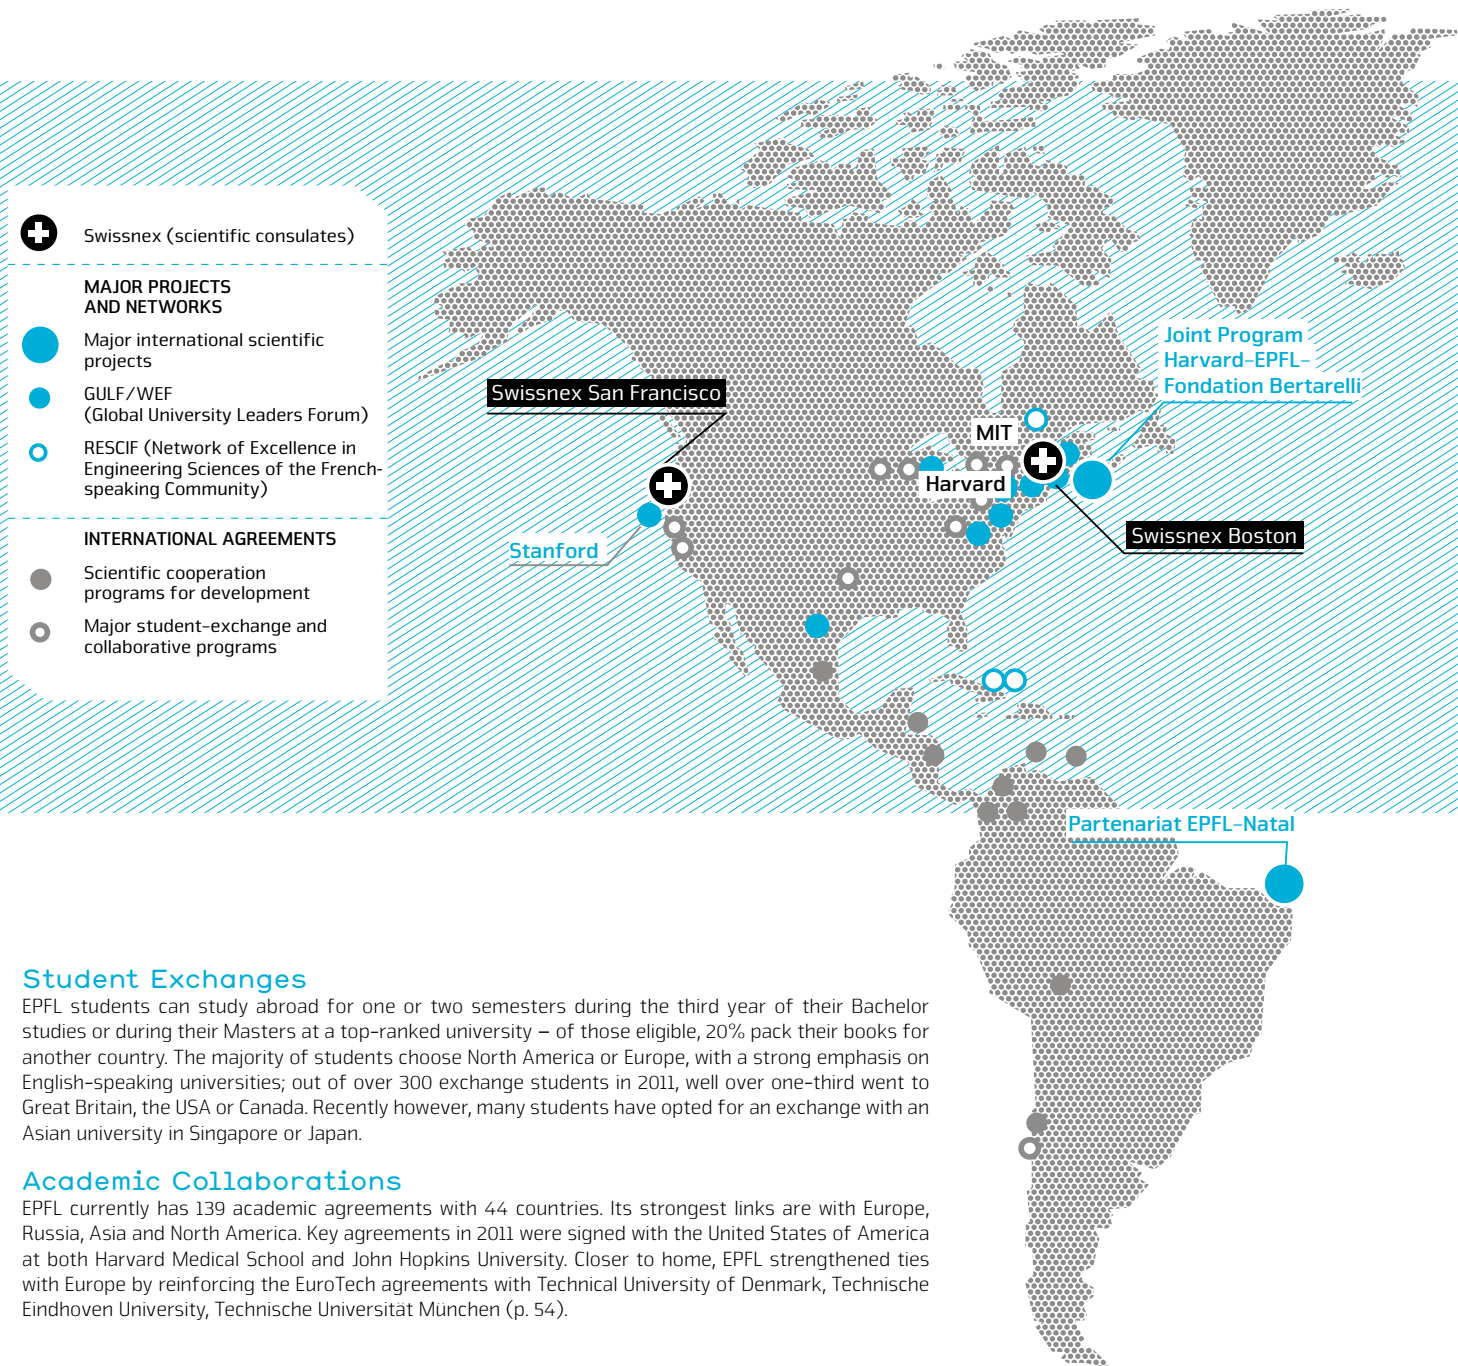 Swissnex (scientific consulates)
MAJOR PROJECTS
AND NETWORKS
Major international scientific
projects
GULF/WEF
(Global University Leaders Forum)
RESCIF (Network of Excellence in
Engineering Sciences of the French-
speaking Community)
INTERNATIONAL AGREEMENTS
Scientific cooperation
programs for development
Major student-exchange and
collaborative programs
Swissnex San Francisco
Stanford
MIT
Harvard
Joint Program
Harvard-EPFL-
Fondation Bertarelli
Swissnex Boston
Partenariat EPFL-Natal
Student Exchanges
EPFL students can study abroad for one or two semesters during the third year of their Bachelor
studies or during their Masters at a top-ranked university – of those eligible, 20% pack their books for
another country. The majority of students choose North America or Europe, with a strong emphasis on
English-speaking universities; out of over 300 exchange students in 2011, well over one-third went to
Great Britain, the USA or Canada. Recently however, many students have opted for an exchange with an
Asian university in Singapore or Japan.
Academic Collaborations
EPFL currently has 139 academic agreements with 44 countries. Its strongest links are with Europe,
Russia, Asia and North America. Key agreements in 2011 were signed with the United States of America
at both Harvard Medical School and John Hopkins University. Closer to home, EPFL strengthened ties
with Europe by reinforcing the EuroTech agreements with Technical University of Denmark, Technische
Eindhoven University, Technische Universität München (p. 54).